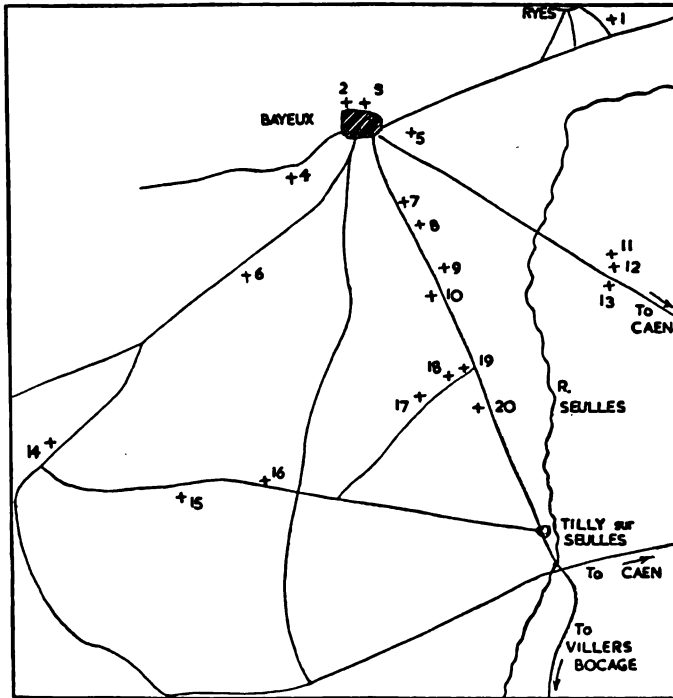 RYES
1
2 3
BAYEUX
5
4
7
8
11
12
9
6
10
13
TO
CAEN
19
18
17
20
R.
SEULLES
14
16
15
TILLY sur
SEULLES
To CAEN
To
VILLERS
BOCAGE